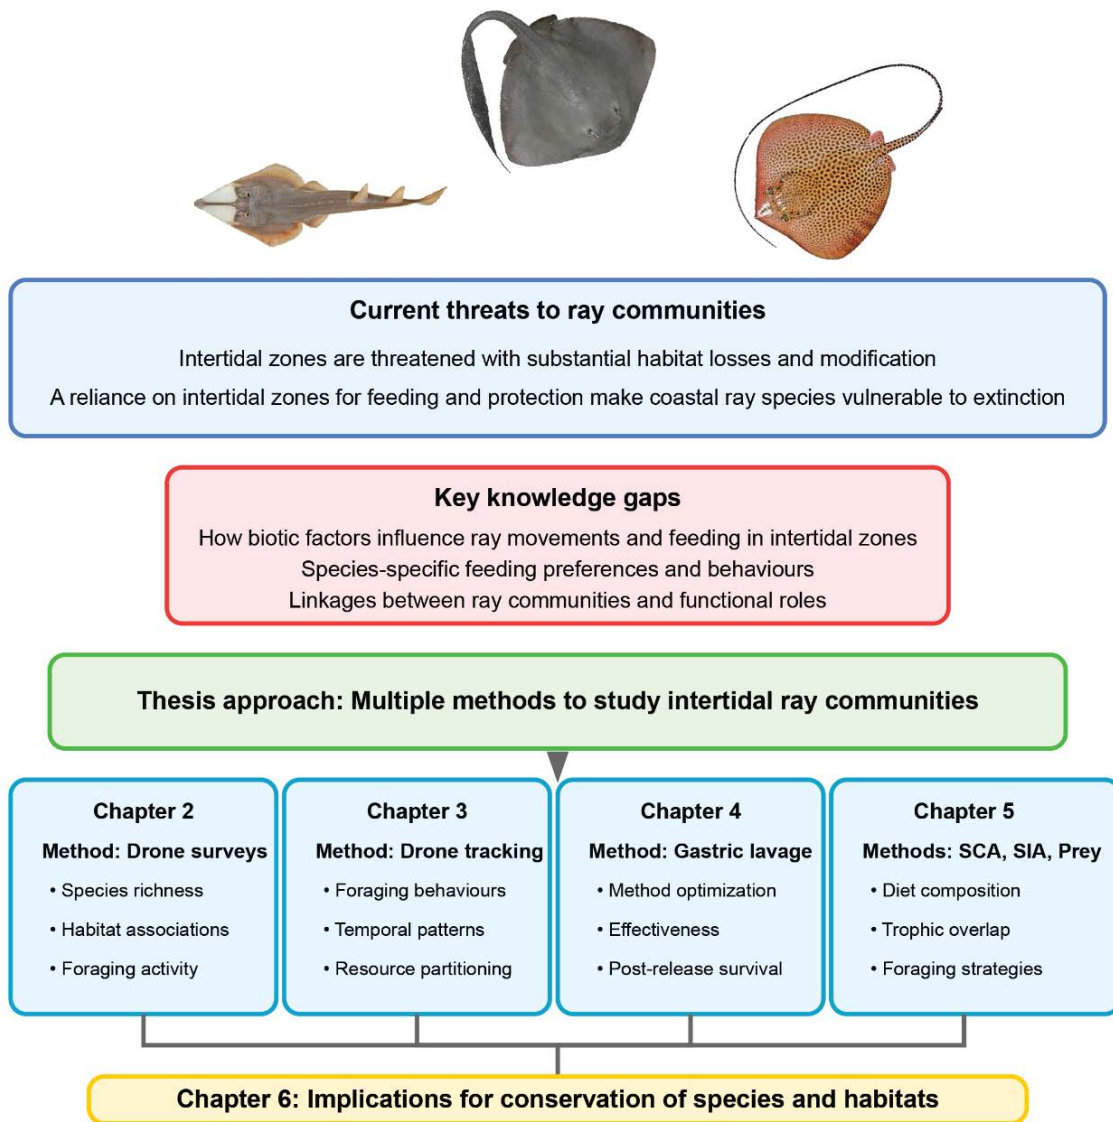 Current threats to ray communities
Intertidal zones are threatened with substantial habitat losses and modification
A reliance on intertidal zones for feeding and protection make coastal ray species vulnerable to extinction
Key knowledge gaps
How biotic factors influence ray movements and feeding in intertidal zones
Species-specific feeding preferences and behaviours
Linkages between ray communities and functional roles
Thesis approach: Multiple methods to study intertidal ray communities
Chapter 2
Method: Drone surveys
• Species richness
• Habitat associations
• Foraging activity
Chapter 3
Method: Drone tracking
• Foraging behaviours
• Temporal patterns
• Resource partitioning
Chapter 4
Method: Gastric lavage
• Method optimization
• Effectiveness
• Post-release survival
Chapter 5
Methods: SCA, SIA, Prey
• Diet composition
• Trophic overlap
• Foraging strategies
Chapter 6: Implications for conservation of species and habitats